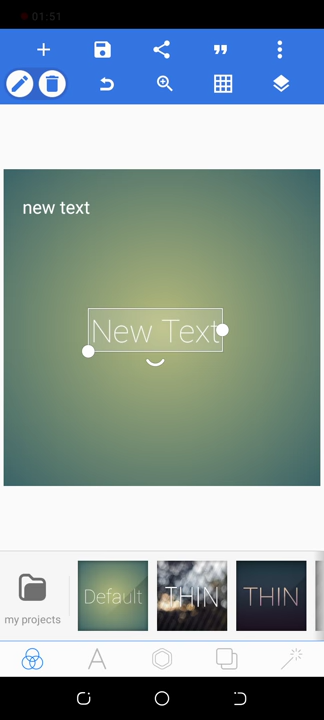 01:51
new text
New Text
my projects
Default
THIN
THIN